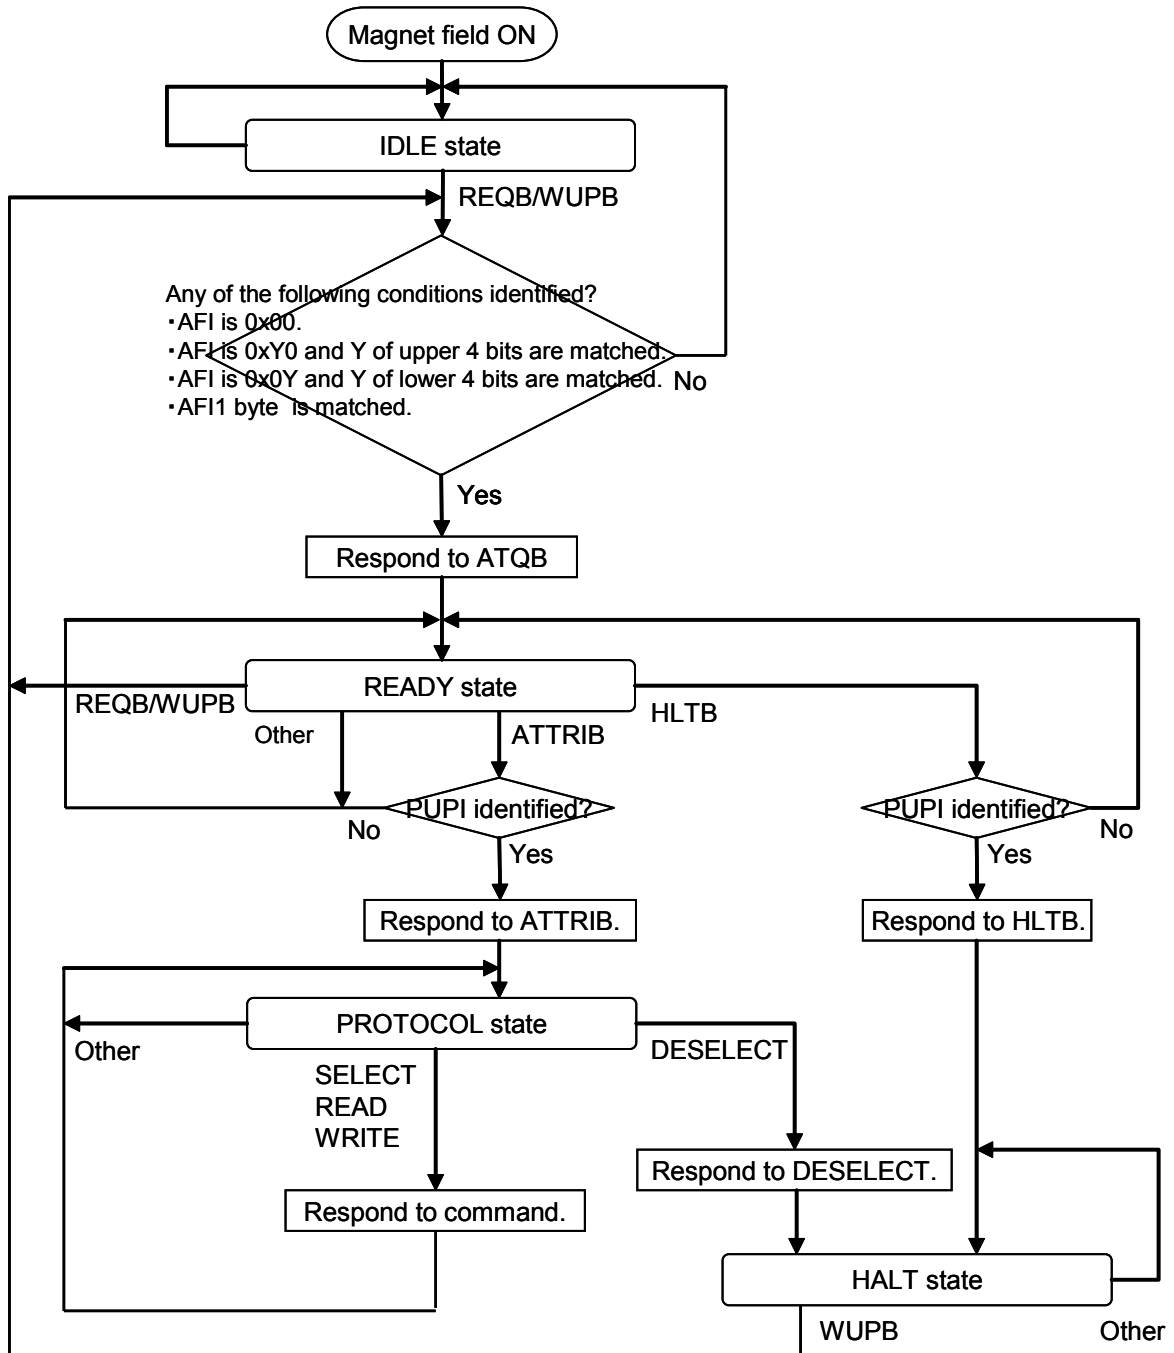 Magnet field ON
IDLE state
REQB/WUPB
Any of the following conditions identified?
・AFI is 0x00.
・AFI is 0xY0 and Y of upper 4 bits are matched.
・AFI is 0x0Y and Y of lower 4 bits are matched.
No
・AFI1 byte is matched.
Yes
Respond to ATQB
READY state
REQB/WUPB
Other
ATTRIB
HLTB
PUPI identified?
No
Yes
PUPI identified?
No
Yes
Respond to ATTRIB.
Respond to HLTB.
PROTOCOL state
Other
DESELECT
SELECT
READ
WRITE
Respond to DESELECT.
Respond to command.
HALT state
WUPB
Other